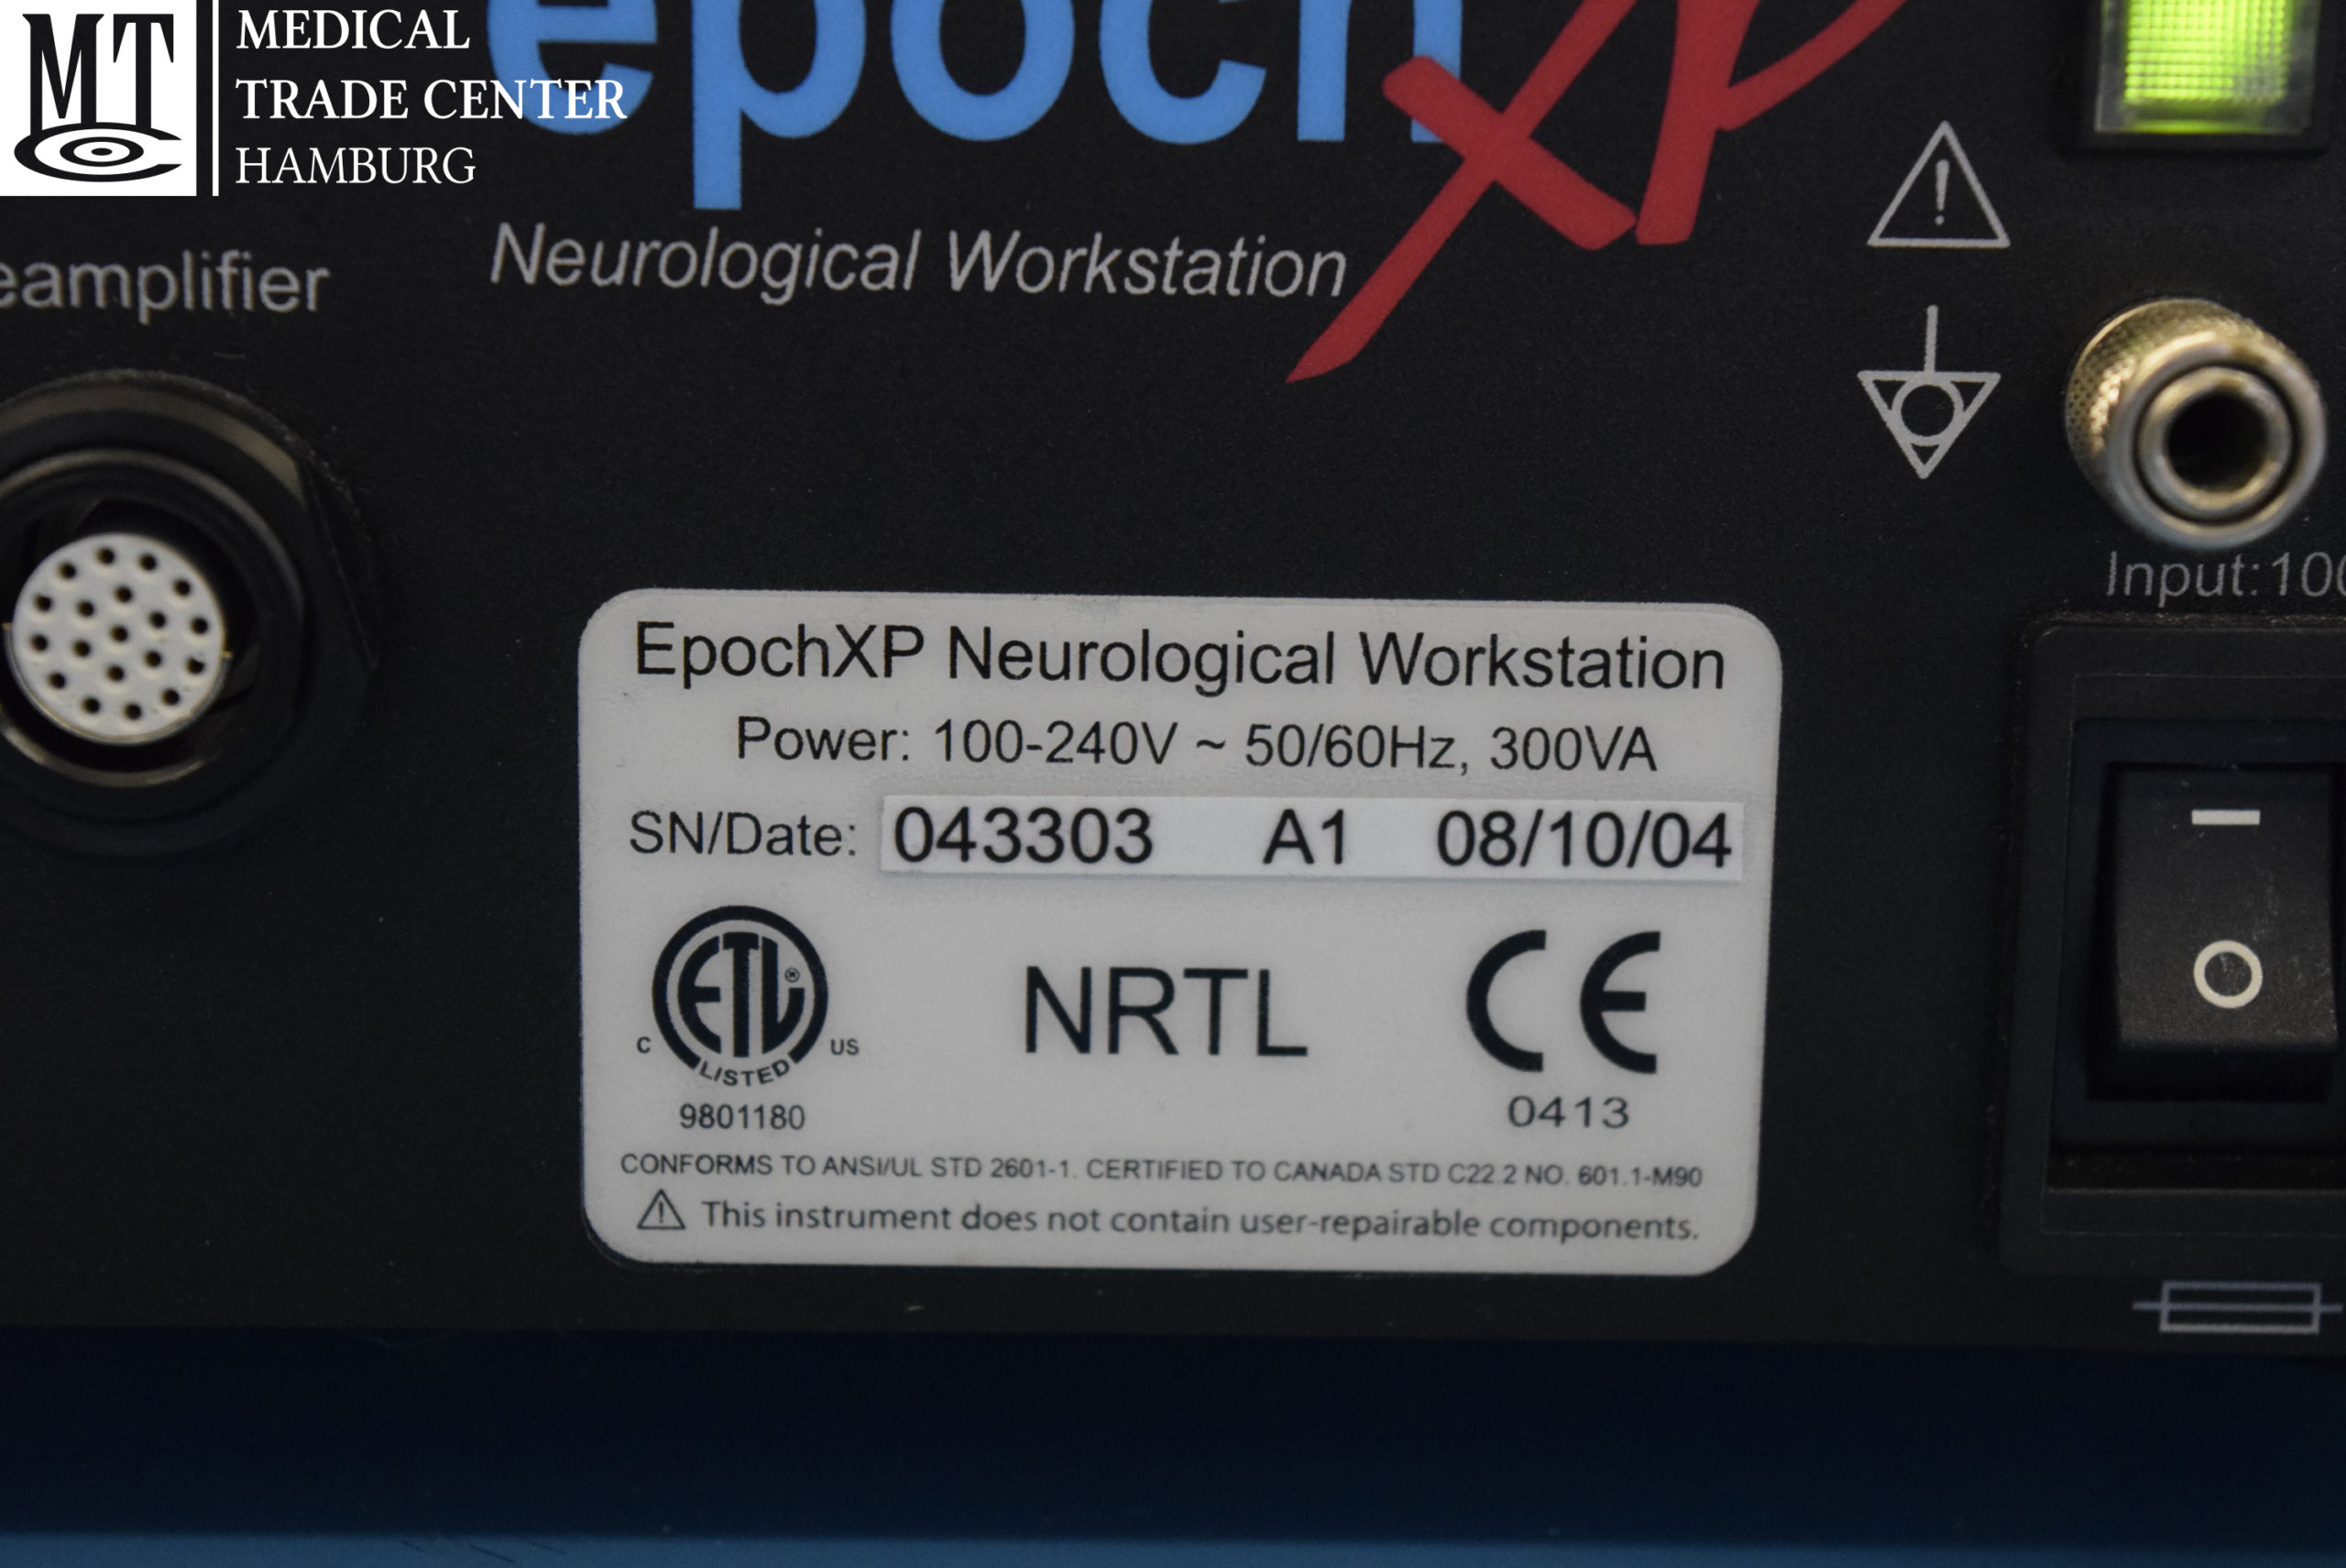 MTC
MEDICAL
TRADE CENTER
HAMBURG
epoch XP
Neurological Workstation
eamplifier
Input:100
EpochXP Neurological Workstation
Power: 100-240V ~ 50/60Hz, 300VA
SN/Date: 043303 A1 08/10/04
ETL®
C US
LISTED
9801180
NRTL
CE
0413
CONFORMS TO ANSI/UL STD 2601-1. CERTIFIED TO CANADA STD C22.2 NO. 601.1-M90
This instrument does not contain user-repairable components.